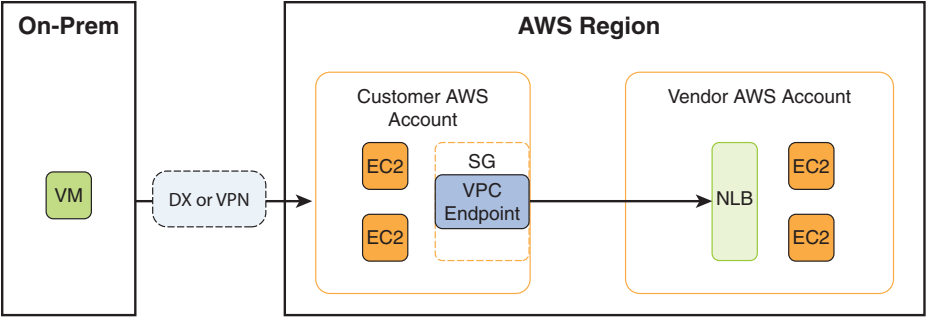 On-Prem
AWS Region
Customer AWS
Account
Vendor AWS Account
VM
DX or VPN
EC2
EC2
SG
VPC
Endpoint
NLB
EC2
EC2